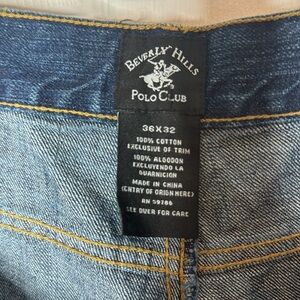 BEVERLY HILLS
POLO CLUB
36X32
100% COTTON
EXCLUSIVE OF TRIM
100% ALGODON
EXCLUYENDO LA
GUARNICION
MADE IN CHINA
(ENTRY OF ORIGN HERE)
RN 59786
SEE OVER FOR CARE